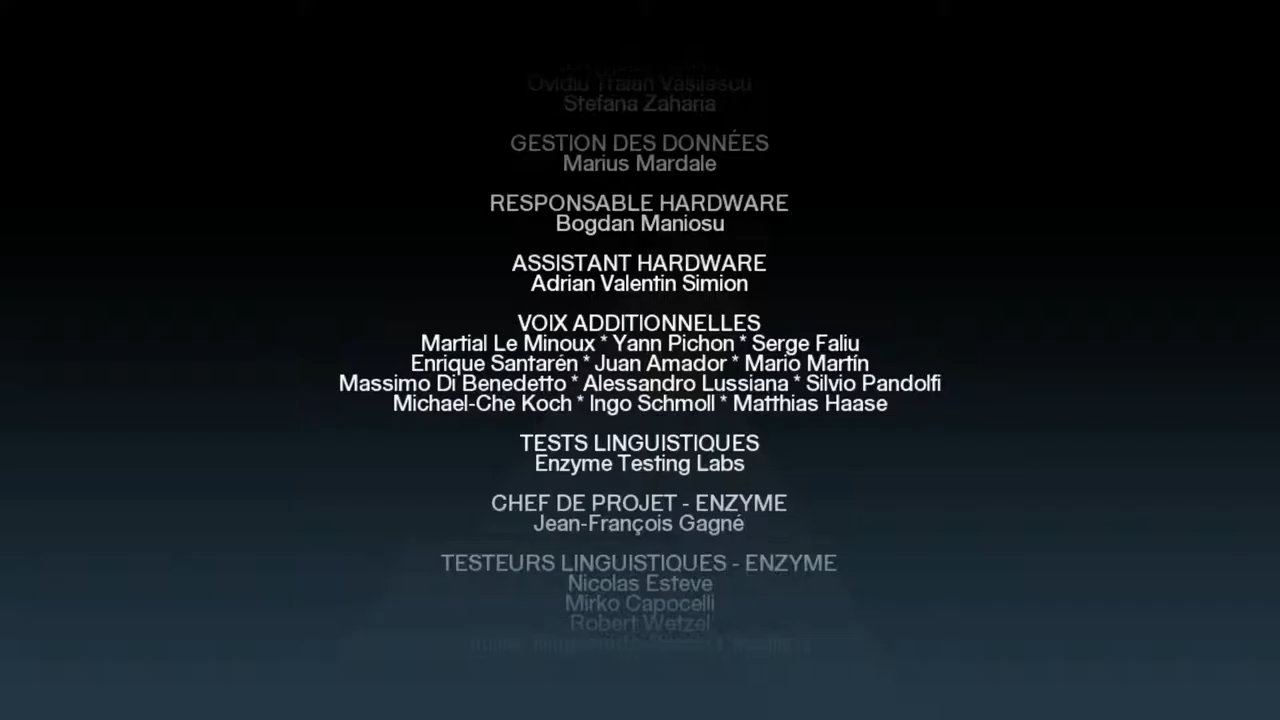 Ovidiu Traian Vasilescu
Stefana Zaharia
GESTION DES DONNÉES
Marius Mardale
RESPONSABLE HARDWARE
Bogdan Maniosu
ASSISTANT HARDWARE
Adrian Valentin Simion
VOIX ADDITIONNELLES
Martial Le Minoux * Yann Pichon * Serge Faliu
Enrique Santarén * Juan Amador * Mario Martín
Massimo Di Benedetto * Alessandro Lussiana * Silvio Pandolfi
Michael-Che Koch * Ingo Schmoll * Matthias Haase
TESTS LINGUISTIQUES
Enzyme Testing Labs
CHEF DE PROJET - ENZYME
Jean-François Gagné
TESTEURS LINGUISTIQUES - ENZYME
Nicolas Esteve
Mirko Capocelli
Robert Wetzel